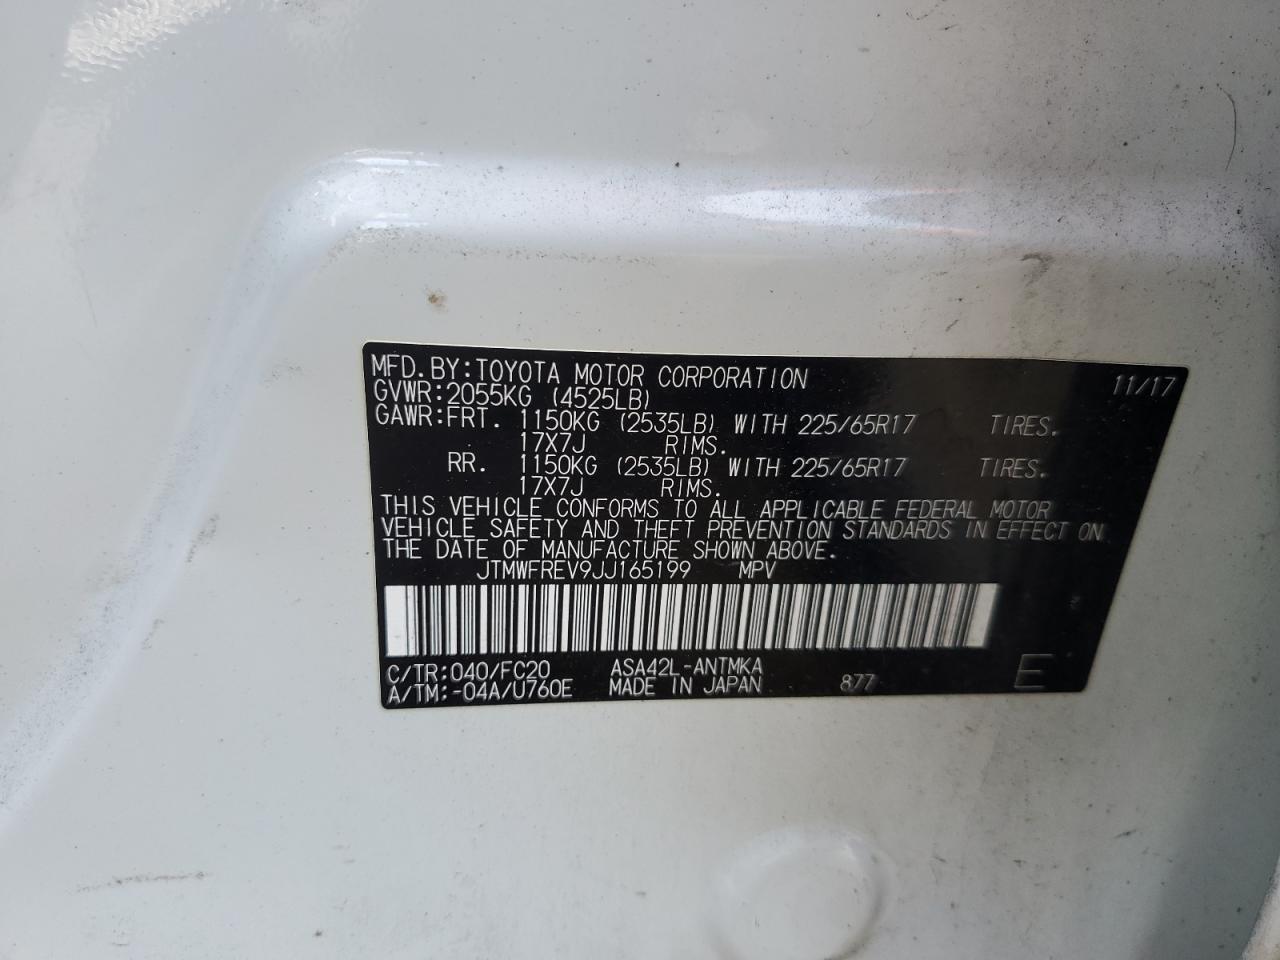 MFD. BY: TOYOTA MOTOR CORPORATION 11/17
GVWR: 2055KG (4525LB)
GAWR: FRT. 1150KG (2535LB) WITH 225/65R17 TIRES.
17X7J RIMS.
RR. 1150KG (2535LB) WITH 225/65R17 TIRES.
17X7J RIMS.
THIS VEHICLE CONFORMS TO ALL APPLICABLE FEDERAL MOTOR
VEHICLE SAFETY AND THEFT PREVENTION STANDARDS IN EFFECT ON
THE DATE OF MANUFACTURE SHOWN ABOVE.
JTMWFREV9JJ165199 MPV
C/TR: 040/FC20 ASA42L-ANTMKA
A/TM: -04A/U760E MADE IN JAPAN 877 E